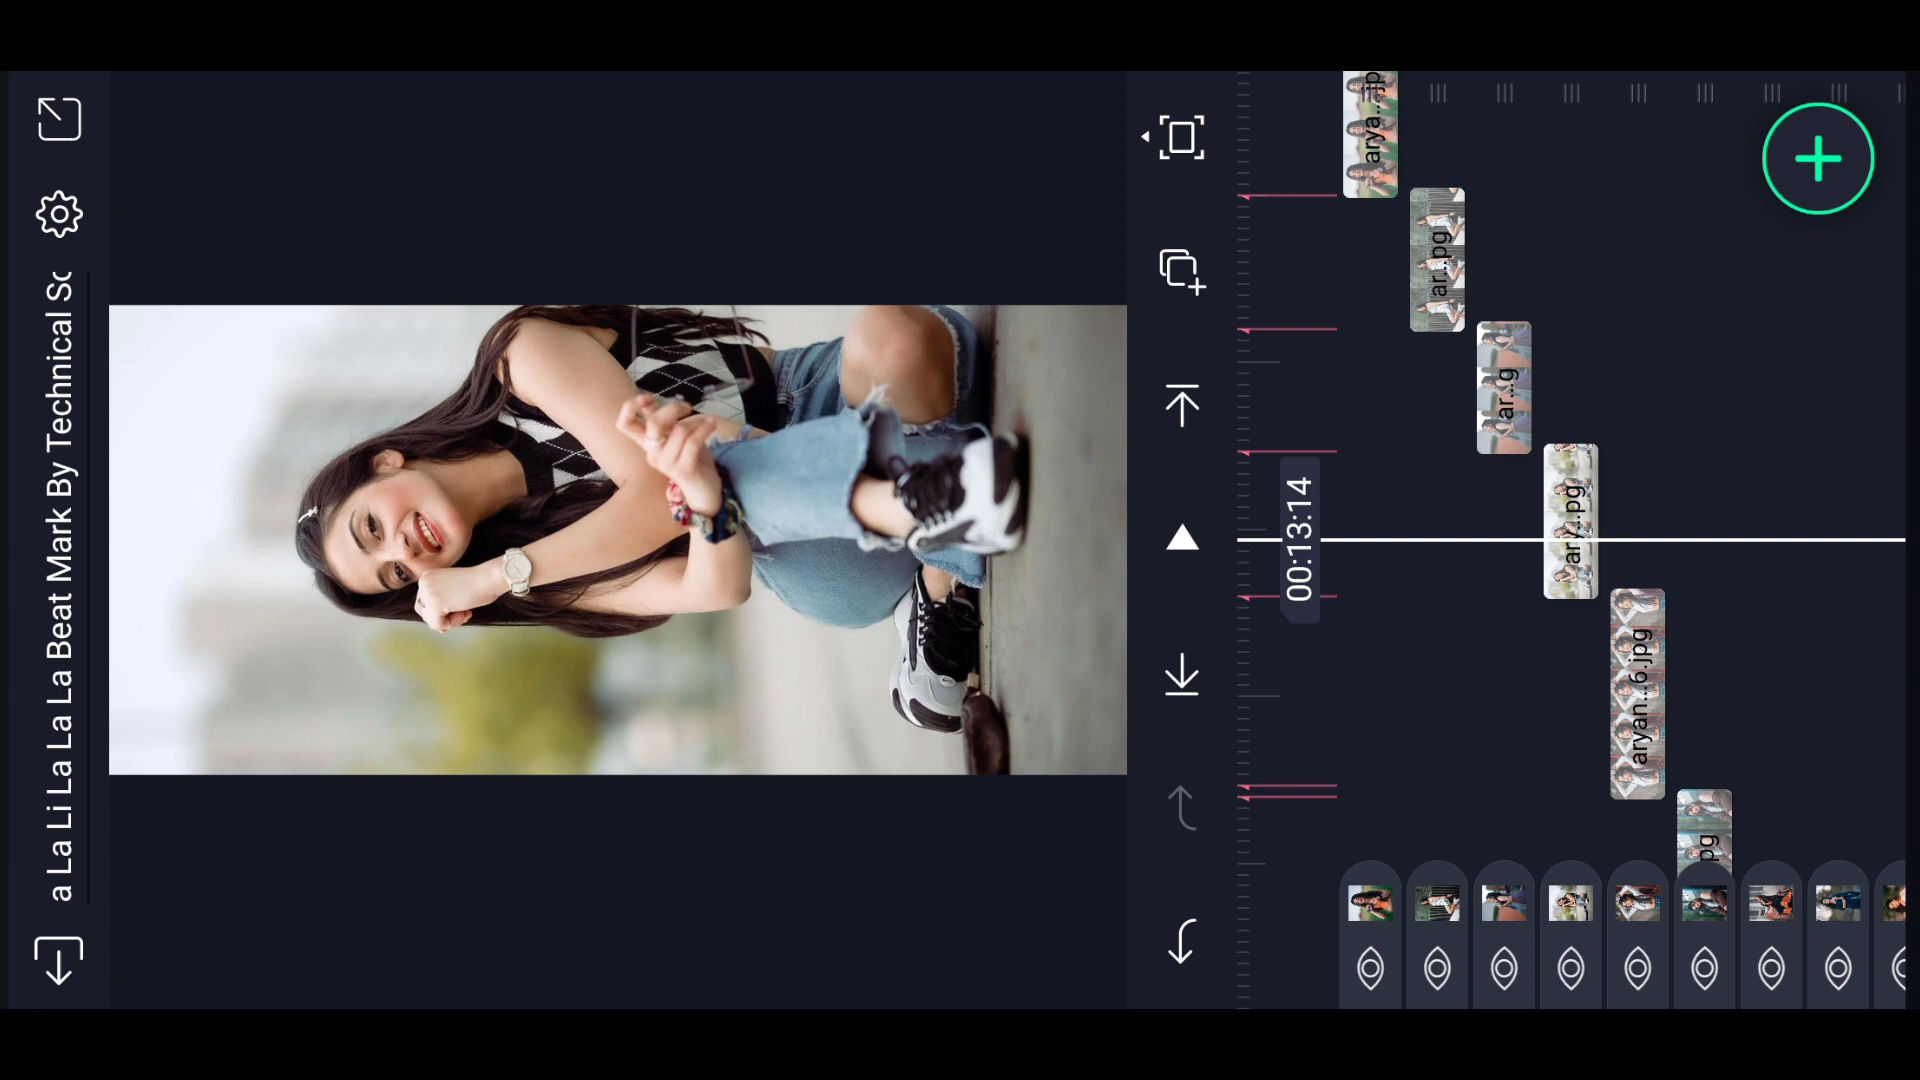 a La Li La La La Beat Mark By Technical Sc
00:13:14
arya...jp
ar...pg
ar...g
ary...pg
aryan...6.jpg
pg